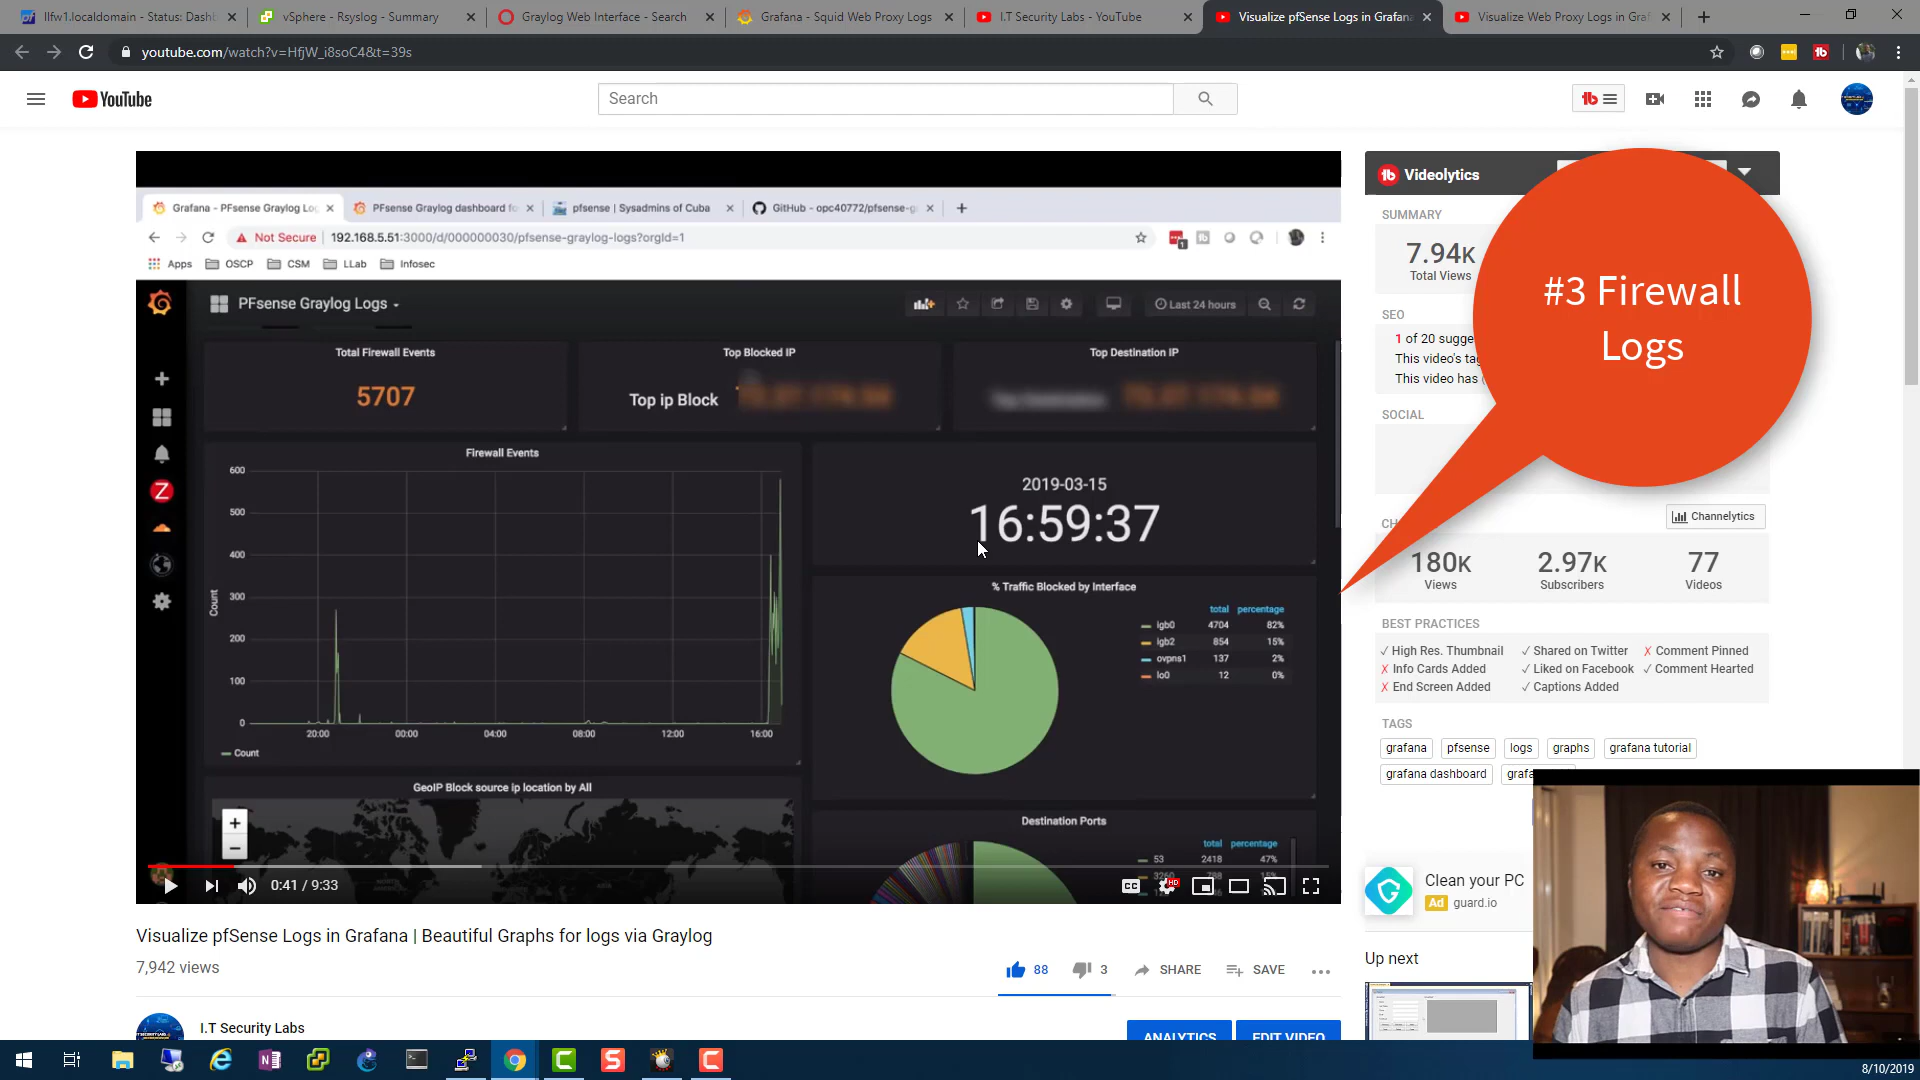 llfw1.localdomain - Status: Dash
vSphere - Rsyslog - Summary
Graylog Web Interface - Search
Grafana - Squid Web Proxy Logs
I.T Security Labs - YouTube
Visualize pfSense Logs in Grafana
Visualize Web Proxy Logs in Graf
youtube.com/watch?v=HfjW_i8soC4&t=39s
YouTube
Search
Grafana - PFsense Graylog Log
PFsense Graylog dashboard fo
pfsense | Sysadmins of Cuba
GitHub - opc40772/pfsense-g
Not Secure
192.168.5.51:3000/d/000000030/pfsense-graylog-logs?orgId=1
Apps
OSCP
CSM
LLab
Infosec
PFsense Graylog Logs
Last 24 hours
Total Firewall Events
5707
Top Blocked IP
Top ip Block
Top Destination IP
Firewall Events
600
500
400
300
200
100
0
Count
20:00
00:00
04:00
08:00
12:00
16:00
Count
2019-03-15
16:59:37
% Traffic Blocked by Interface
total percentage
igb0 4704 82%
igb2 854 15%
ovpns1 137 2%
lo0 12 0%
GeoIP Block source ip location by All
+
−
Destination Ports
total percentage
53 2418 47%
0:41 / 9:33
CC
HD
Visualize pfSense Logs in Grafana | Beautiful Graphs for logs via Graylog
7,942 views
88
3
SHARE
SAVE
I.T Security Labs
ANALYTICS
EDIT VIDEO
tb
Videolytics
SUMMARY
7.94K
Total Views
SEO
1 of 20 sugge
This video's tag
This video has
SOCIAL
#3 Firewall
Logs
Channelytics
180K
Views
2.97K
Subscribers
77
Videos
BEST PRACTICES
✓ High Res. Thumbnail
✓ Shared on Twitter
✗ Comment Pinned
✗ Info Cards Added
✓ Liked on Facebook
✓ Comment Hearted
✗ End Screen Added
✓ Captions Added
TAGS
grafana
pfsense
logs
graphs
grafana tutorial
grafana dashboard
Clean your PC
Ad
guard.io
Up next
8/10/2019